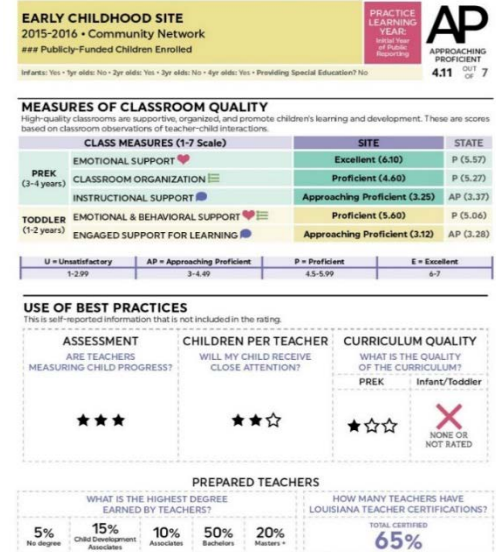 EARLY CHILDHOOD SITE
2015-2016 • Community Network
### Publicly-Funded Children Enrolled
PRACTICE
LEARNING
YEAR:
Initial Year
of Public
Reporting
AP
APPROACHING
PROFICIENT
4.11 OUT OF 7
Infants: Yes • 1yr olds: No • 2yr olds: Yes • 3yr olds: No • 4yr olds: Yes • Providing Special Education? No
MEASURES OF CLASSROOM QUALITY
High-quality classrooms are supportive, organized, and promote children's learning and development. These are scores
based on classroom observations of teacher-child interactions.
CLASS MEASURES (1-7 Scale) SITE STATE
PREK
(3-4 years)
EMOTIONAL SUPPORT Excellent (6.10) P (5.57)
CLASSROOM ORGANIZATION Proficient (4.60) P (5.27)
INSTRUCTIONAL SUPPORT Approaching Proficient (3.25) AP (3.37)
TODDLER
(1-2 years)
EMOTIONAL & BEHAVIORAL SUPPORT Proficient (5.60) P (5.06)
ENGAGED SUPPORT FOR LEARNING Approaching Proficient (3.12) AP (3.28)
U = Unsatisfactory AP = Approaching Proficient P = Proficient E = Excellent
1-2.99 3-4.49 4.5-5.99 6-7
USE OF BEST PRACTICES
This is self-reported information that is not included in the rating.
ASSESSMENT
ARE TEACHERS
MEASURING CHILD PROGRESS?
CHILDREN PER TEACHER
WILL MY CHILD RECEIVE
CLOSE ATTENTION?
CURRICULUM QUALITY
WHAT IS THE QUALITY
OF THE CURRICULUM?
PREK Infant/Toddler
NONE OR
NOT RATED
PREPARED TEACHERS
WHAT IS THE HIGHEST DEGREE
EARNED BY TEACHERS?
5%
No degree
15%
Child Development
Associates
10%
Associates
50%
Bachelors
20%
Masters +
HOW MANY TEACHERS HAVE
LOUISIANA TEACHER CERTIFICATIONS?
TOTAL CERTIFIED
65%